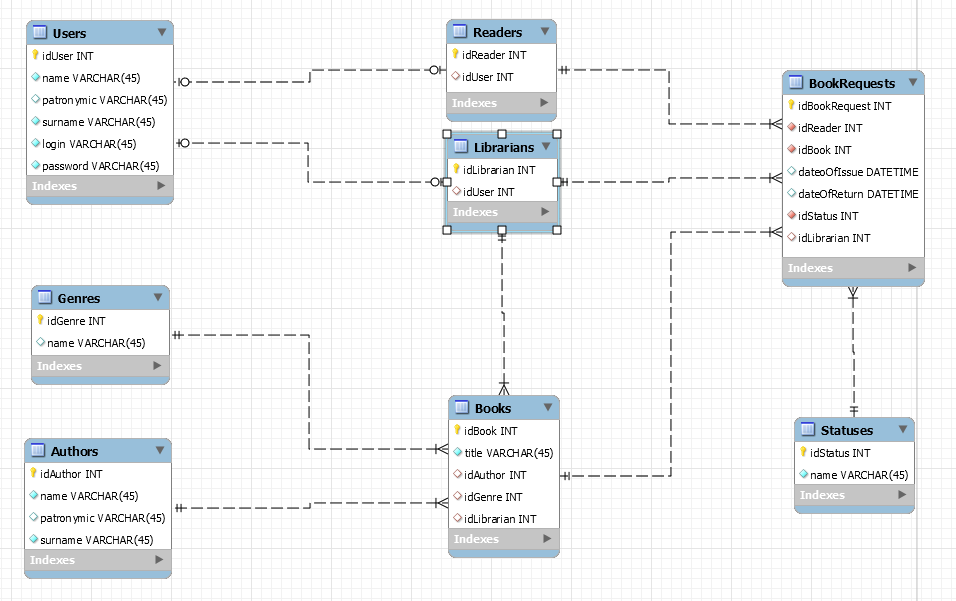 Users
idUser INT
name VARCHAR(45)
patronymic VARCHAR(45)
surname VARCHAR(45)
login VARCHAR(45)
password VARCHAR(45)
Indexes
Readers
idReader INT
idUser INT
Indexes
Librarians
idLibrarian INT
idUser INT
Indexes
BookRequests
idBookRequest INT
idReader INT
idBook INT
dateoOfIssue DATETIME
dateOfReturn DATETIME
idStatus INT
idLibrarian INT
Indexes
Genres
idGenre INT
name VARCHAR(45)
Indexes
Authors
idAuthor INT
name VARCHAR(45)
patronymic VARCHAR(45)
surname VARCHAR(45)
Indexes
Books
idBook INT
title VARCHAR(45)
idAuthor INT
idGenre INT
idLibrarian INT
Indexes
Statuses
idStatus INT
name VARCHAR(45)
Indexes